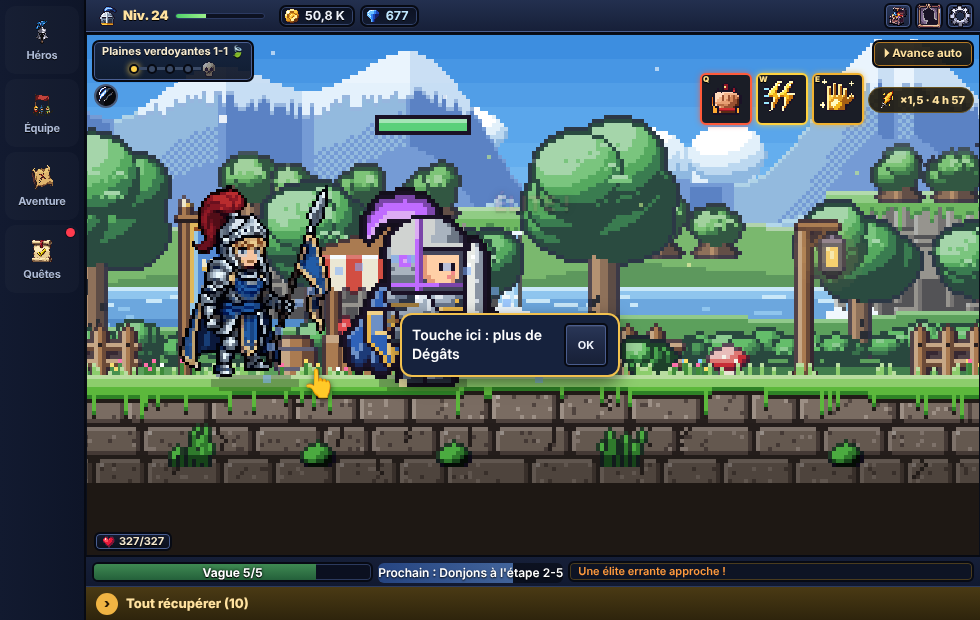 Niv. 24
50,8 K
677
Héros
Équipe
Aventure
Quêtes
Plaines verdoyantes 1-1
Avance auto
Q
W
E
×1,5 · 4 h 57
Touche ici : plus de
Dégâts
OK
327/327
Vague 5/5
Prochain : Donjons à l'étape 2-5
Une élite errante approche !
Tout récupérer (10)